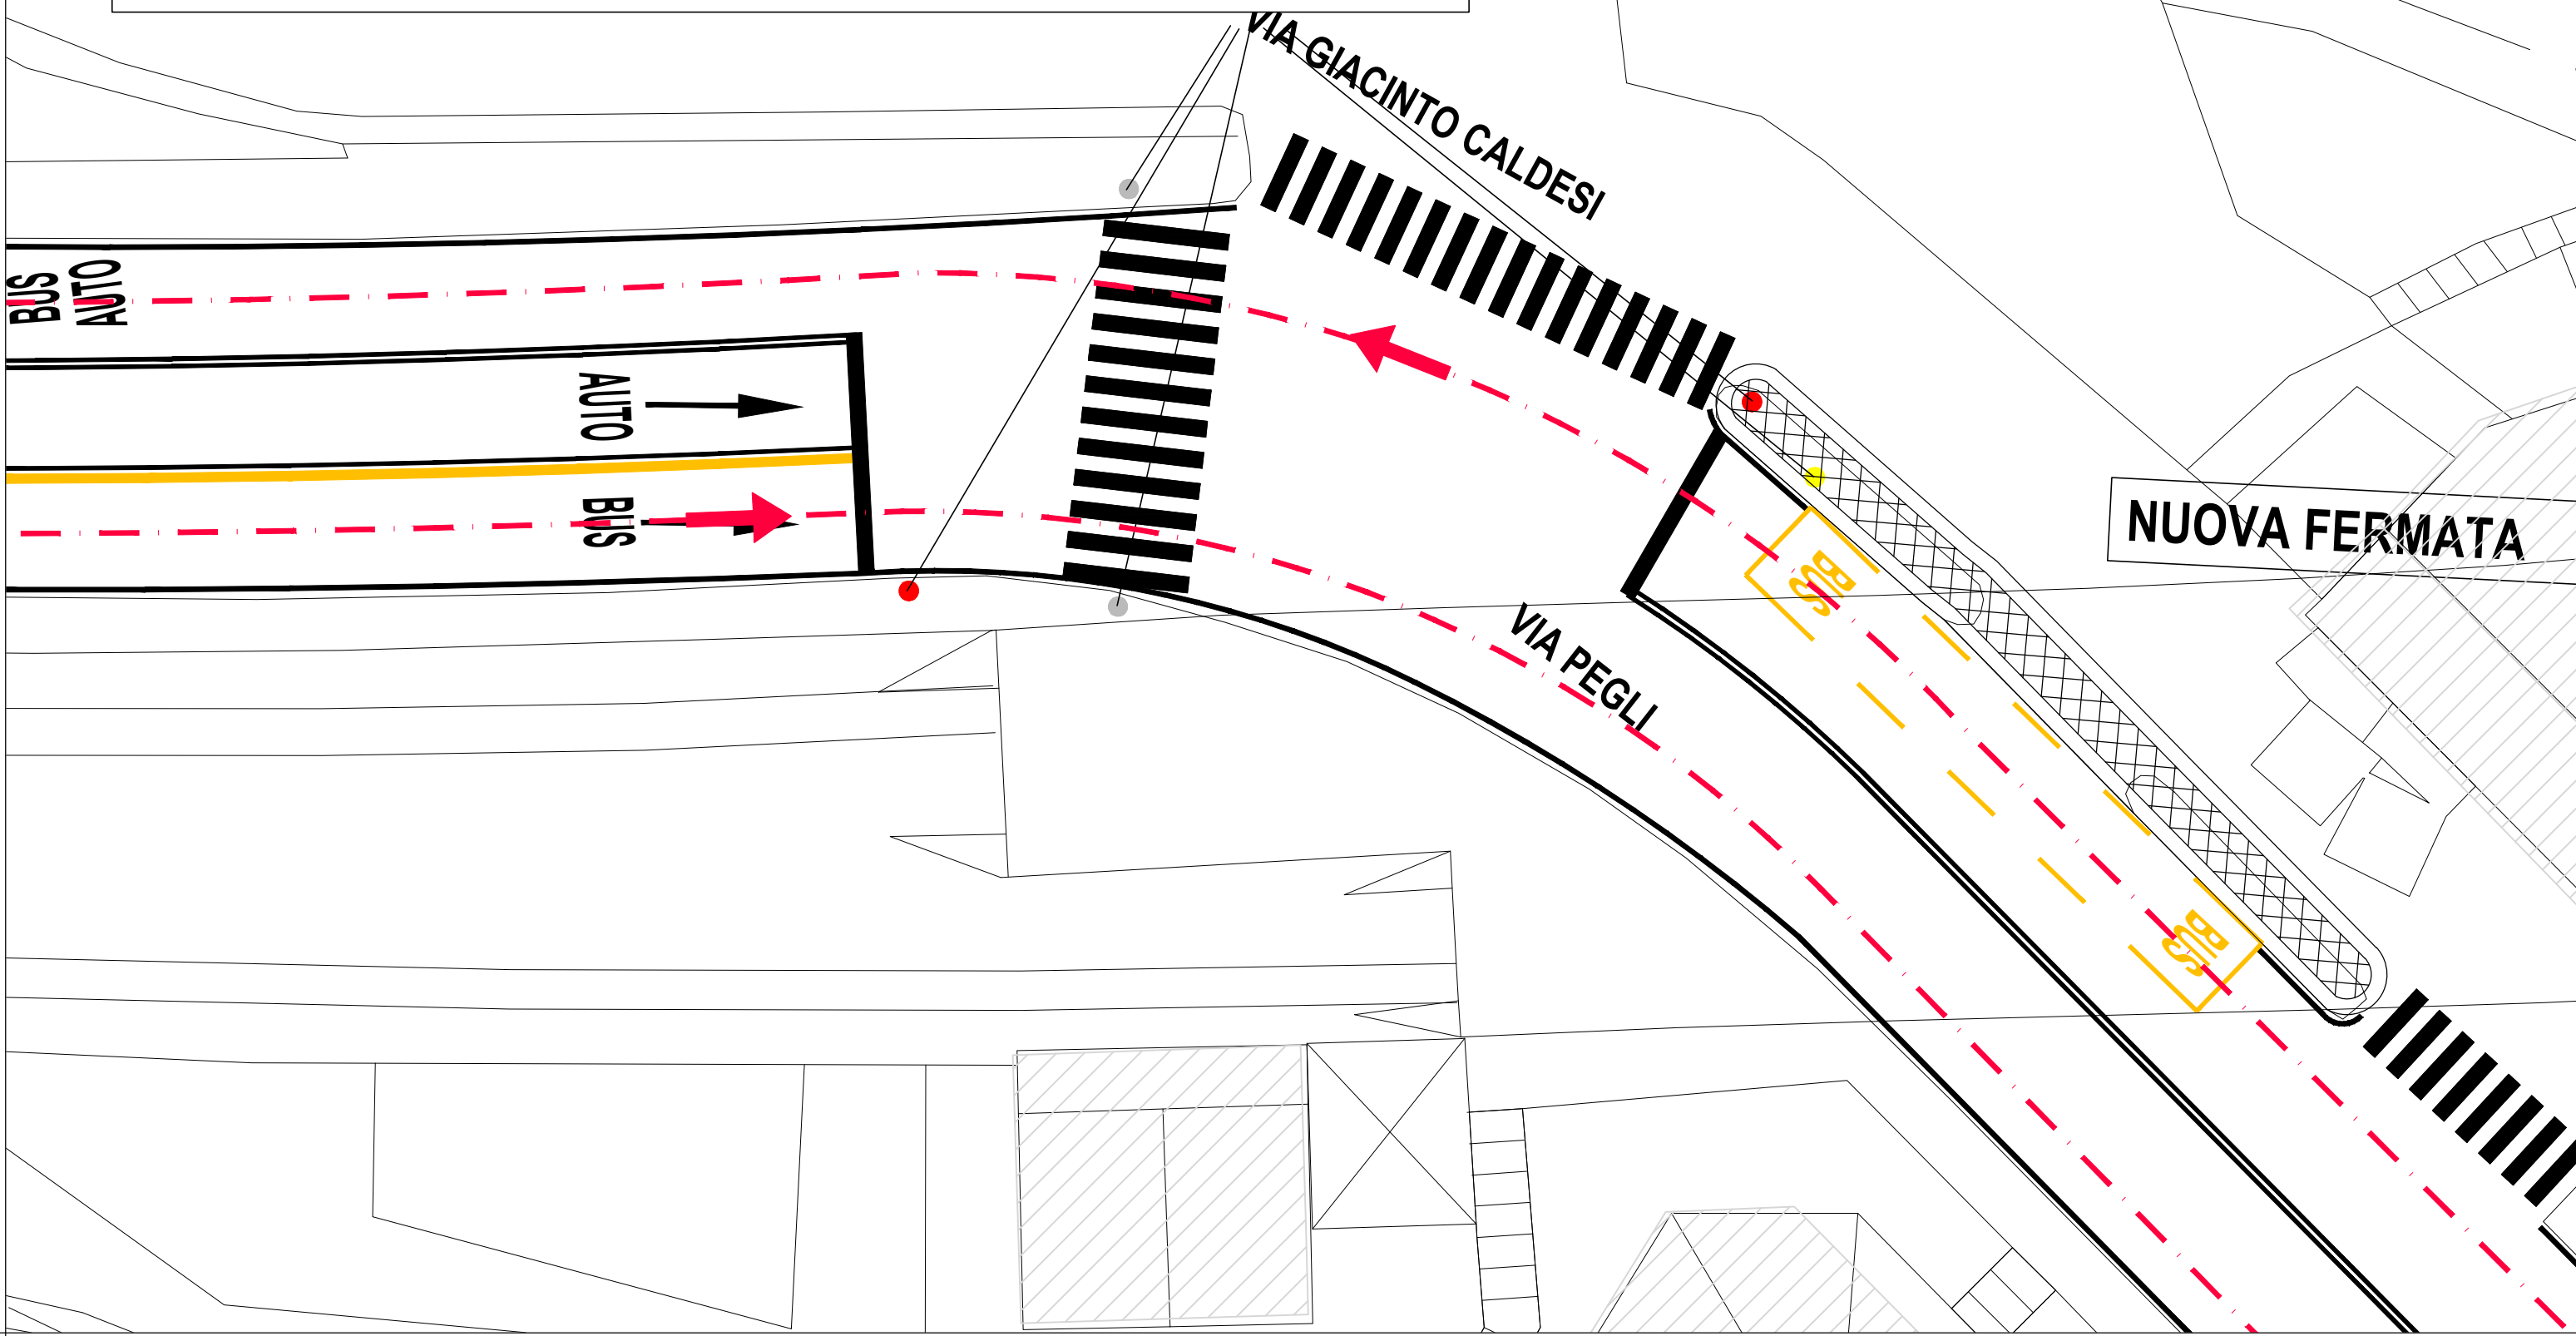 VIA GIACINTO CALDESI
BUS
AUTO
AUTO
BUS
NUOVA FERMATA
BUS
VIA PEGLI
BUS